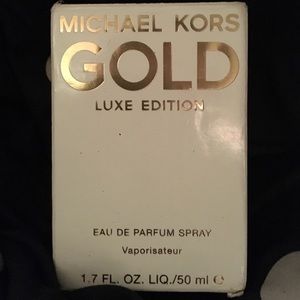 MICHAEL KORS
GOLD
LUXE EDITION
EAU DE PARFUM SPRAY
Vaporisateur
1.7 FL. OZ. LIQ./50 ml ℮